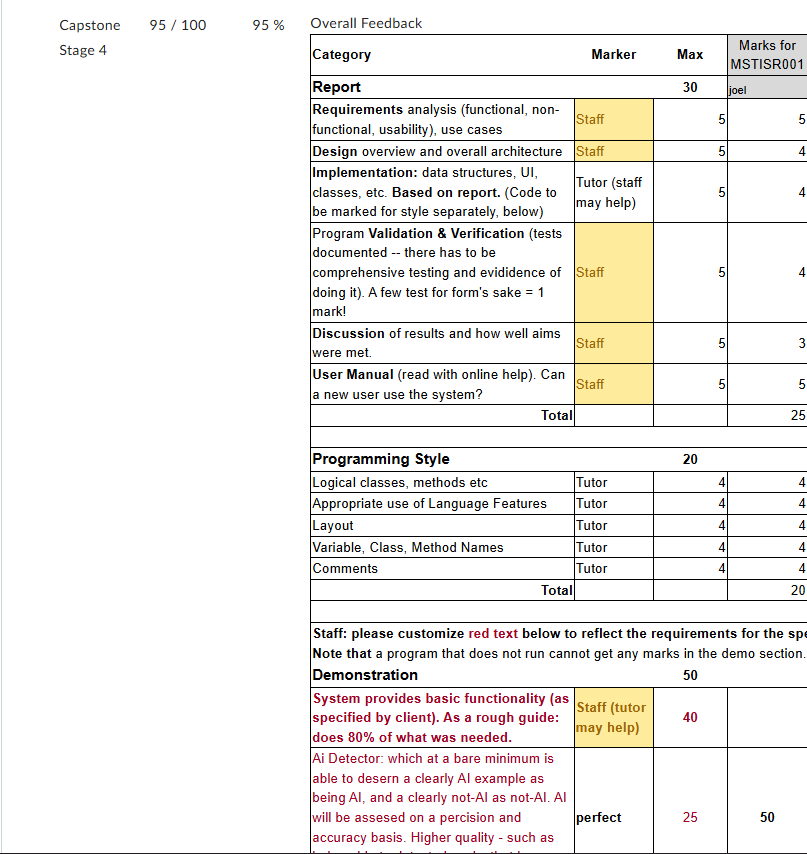 Capstone 95 / 100 95 % Overall Feedback
Stage 4
Category Marker Max Marks for
MSTISR001
Report 30 joel
Requirements analysis (functional, non-
functional, usability), use cases Staff 5 5
Design overview and overall architecture Staff 5 4
Implementation: data structures, UI,
classes, etc. Based on report. (Code to
be marked for style separately, below) Tutor (staff
may help) 5 4
Program Validation & Verification (tests
documented -- there has to be
comprehensive testing and evididence of
doing it). A few test for form's sake = 1
mark! Staff 5 4
Discussion of results and how well aims
were met. Staff 5 3
User Manual (read with online help). Can
a new user use the system? Staff 5 5
Total 25
Programming Style 20
Logical classes, methods etc Tutor 4 4
Appropriate use of Language Features Tutor 4 4
Layout Tutor 4 4
Variable, Class, Method Names Tutor 4 4
Comments Tutor 4 4
Total 20
Staff: please customize red text below to reflect the requirements for the spe
Note that a program that does not run cannot get any marks in the demo section.
Demonstration 50
System provides basic functionality (as
specified by client). As a rough guide:
does 80% of what was needed. Staff (tutor
may help) 40
Ai Detector: which at a bare minimum is
able to desern a clearly AI example as
being AI, and a clearly not-AI as not-AI. AI
will be assesed on a percision and
accuracy basis. Higher quality - such as
perfect 25 50